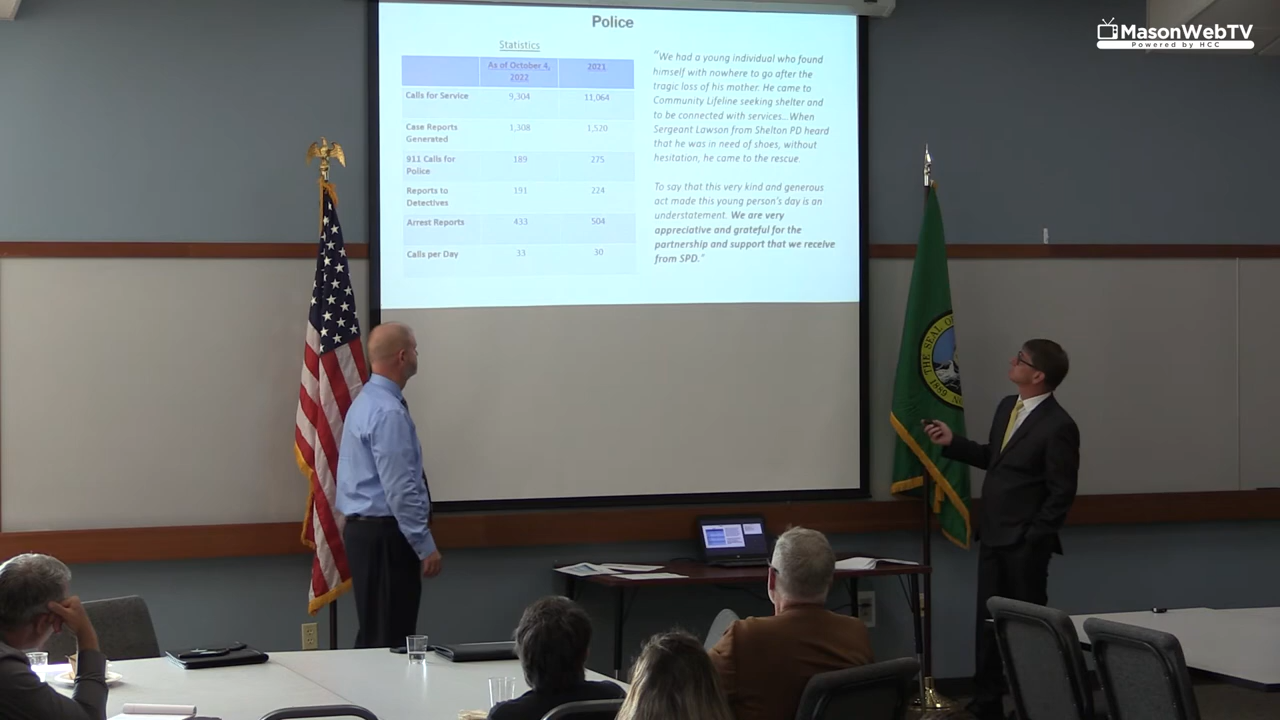 MasonWebTV
Powered by HCC
Police
Statistics
As of October 4, 2022 2021
Calls for Service 9,304 11,064
Case Reports Generated 1,308 1,520
911 Calls for Police 189 275
Reports to Detectives 191 224
Arrest Reports 433 504
Calls per Day 33 30
"We had a young individual who found
himself with nowhere to go after the
tragic loss of his mother. He came to
Community Lifeline seeking shelter and
to be connected with services...When
Sergeant Lawson from Shelton PD heard
that he was in need of shoes, without
hesitation, he came to the rescue.
To say that this very kind and generous
act made this young person's day is an
understatement. We are very
appreciative and grateful for the
partnership and support that we receive
from SPD."
THE SEAL OF
1889